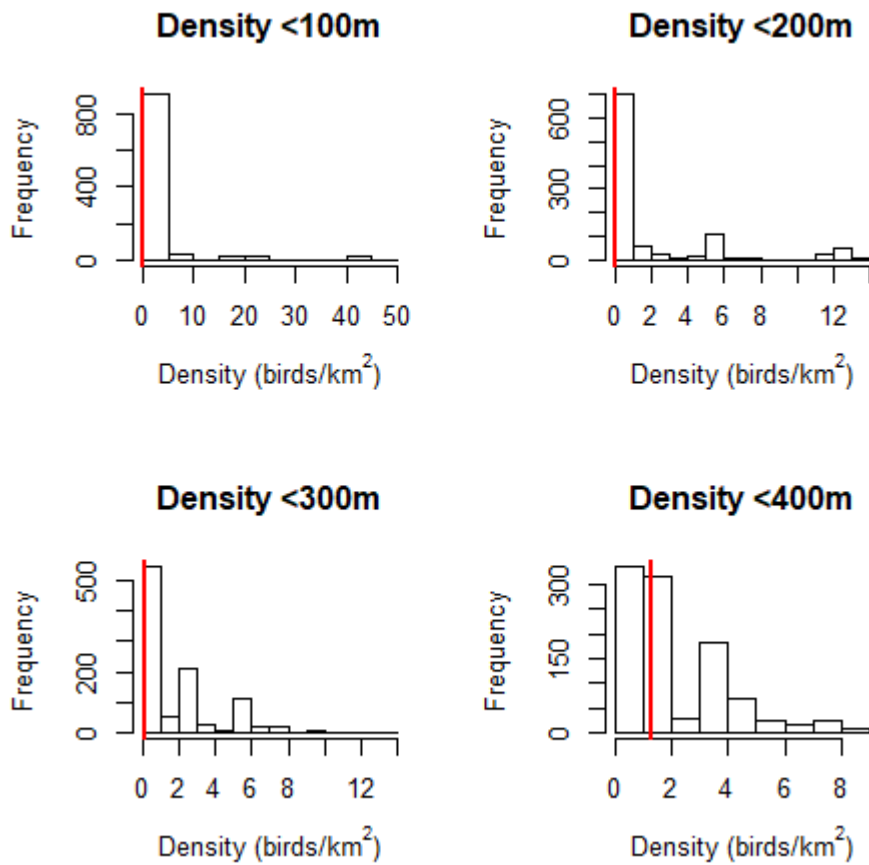 Density <100m
Frequency
0 400 800
0 10 20 30 40 50
Density (birds/km2)
Density <200m
Frequency
0 300 600
0 2 4 6 8 12
Density (birds/km2)
Density <300m
Frequency
0 200 500
0 2 4 6 8 12
Density (birds/km2)
Density <400m
Frequency
0 150 300
0 2 4 6 8
Density (birds/km2)